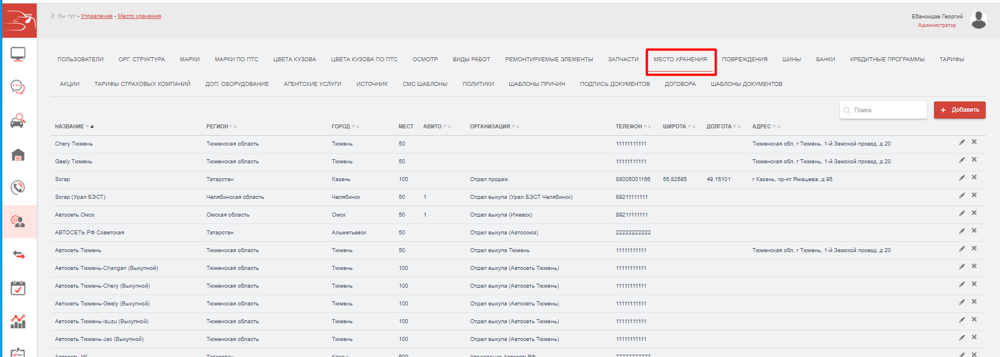 Вы тут - Управление - Место хранения
Ебаноидзе Георгий
Администратор
ПОЛЬЗОВАТЕЛИ ОРГ. СТРУКТУРА МАРКИ МАРКИ ПО ПТС ЦВЕТА КУЗОВА ЦВЕТА КУЗОВА ПО ПТС ОСМОТР ВИДЫ РАБОТ РЕМОНТИРУЕМЫЕ ЭЛЕМЕНТЫ ЗАПЧАСТИ МЕСТО ХРАНЕНИЯ ПОВРЕЖДЕНИЯ ШИНЫ БАНКИ КРЕДИТНЫЕ ПРОГРАММЫ ТАРИФЫ
АКЦИИ ТАРИФЫ СТРАХОВЫХ КОМПАНИЙ ДОП. ОБОРУДОВАНИЕ АГЕНТСКИЕ УСЛУГИ ИСТОЧНИК СМС ШАБЛОНЫ ПОЛИТИКИ ШАБЛОНЫ ПРИЧИН ПОДПИСЬ ДОКУМЕНТОВ ДОГОВОРА ШАБЛОНЫ ДОКУМЕНТОВ
Поиск + Добавить
НАЗВАНИЕ РЕГИОН ГОРОД МЕСТ АВИТО ОРГАНИЗАЦИЯ ТЕЛЕФОН ШИРОТА ДОЛГОТА АДРЕС
Chery Тюмень Тюменская область Тюмень 50 11111111111 Тюменская обл, г Тюмень, 1-й Земской проезд, д 20
Geely Тюмень Тюменская область Тюмень 50 11111111111 Тюменская обл, г Тюмень, 1-й Земской проезд, д 20
Scrap Татарстан Казань 100 Отдел продаж 88005001156 55.82585 49.15101 г Казань, пр-кт Ямашева, д 95
Scrap (Урал БЭСТ) Челябинская область Челябинск 50 1 Отдел выкупа (Урал БЭСТ Челябинск) 89211111111
Автосеть Омск Омская область Омск 50 1 Отдел выкупа (Ижевск) 89211111111
АВТОСЕТЬ РФ Советская Татарстан Альметьевск 50 Отдел выкупа (Автосоюз) 22222222222
Автосеть Тюмень Тюменская область Тюмень 50 Отдел выкупа Тюмень 11111111111 Тюменская обл, г Тюмень, 1-й Земской проезд, д 20
Автосеть Тюмень-Changan (Выкупной) Тюменская область Тюмень 100 Отдел выкупа (Автосеть Тюмень) 11111111111
Автосеть Тюмень-Chery (Выкупной) Тюменская область Тюмень 100 Отдел выкупа (Автосеть Тюмень) 11111111111
Автосеть Тюмень-Geely (Выкупной) Тюменская область Тюмень 100 Отдел выкупа (Автосеть Тюмень) 11111111111
Автосеть Тюмень-Isuzu (Выкупной) Тюменская область Тюмень 100 Отдел выкупа (Автосеть Тюмень) 11111111111
Автосеть Тюмень-Jac (Выкупной) Тюменская область Тюмень 100 Отдел выкупа (Автосеть Тюмень) 11111111111
Автосеть УК Татарстан Казань 500 Управление АвтосетьРФ 77777777777